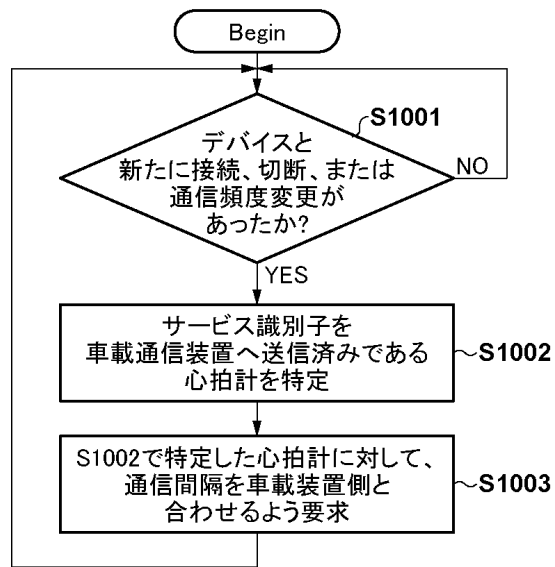 Begin
S1001
デバイスと
新たに接続、切断、または
通信頻度変更が
あったか?
NO
YES
サービス識別子を
車載通信装置へ送信済みである
心拍計を特定
S1002
S1002で特定した心拍計に対して、
通信間隔を車載装置側と
合わせるよう要求
S1003